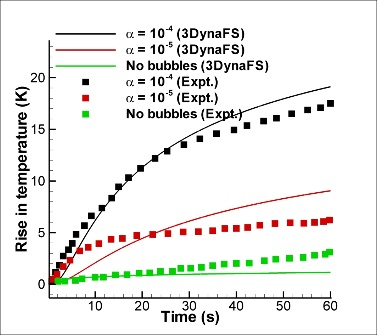 α = 10⁻⁴ (3DynaFS)
α = 10⁻⁵ (3DynaFS)
No bubbles (3DynaFS)
α = 10⁻⁴ (Expt.)
α = 10⁻⁵ (Expt.)
No bubbles (Expt.)
Rise in temperature (K)
20
15
10
5
0
10 20 30 40 50 60
Time (s)